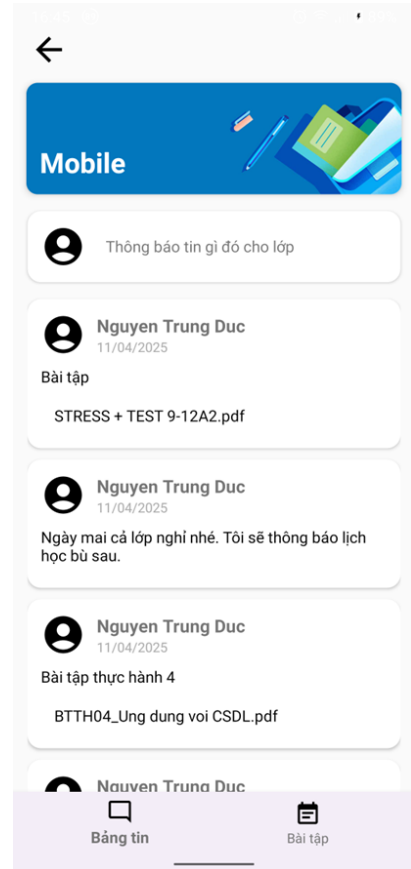 Mobile
Thông báo tin gì đó cho lớp
Nguyen Trung Duc
11/04/2025
Bài tập
STRESS + TEST 9-12A2.pdf
Nguyen Trung Duc
11/04/2025
Ngày mai cả lớp nghỉ nhé. Tôi sẽ thông báo lịch
học bù sau.
Nguyen Trung Duc
11/04/2025
Bài tập thực hành 4
BTTH04_Ung dung voi CSDL.pdf
Nguyen Trung Duc
Bảng tin
Bài tập